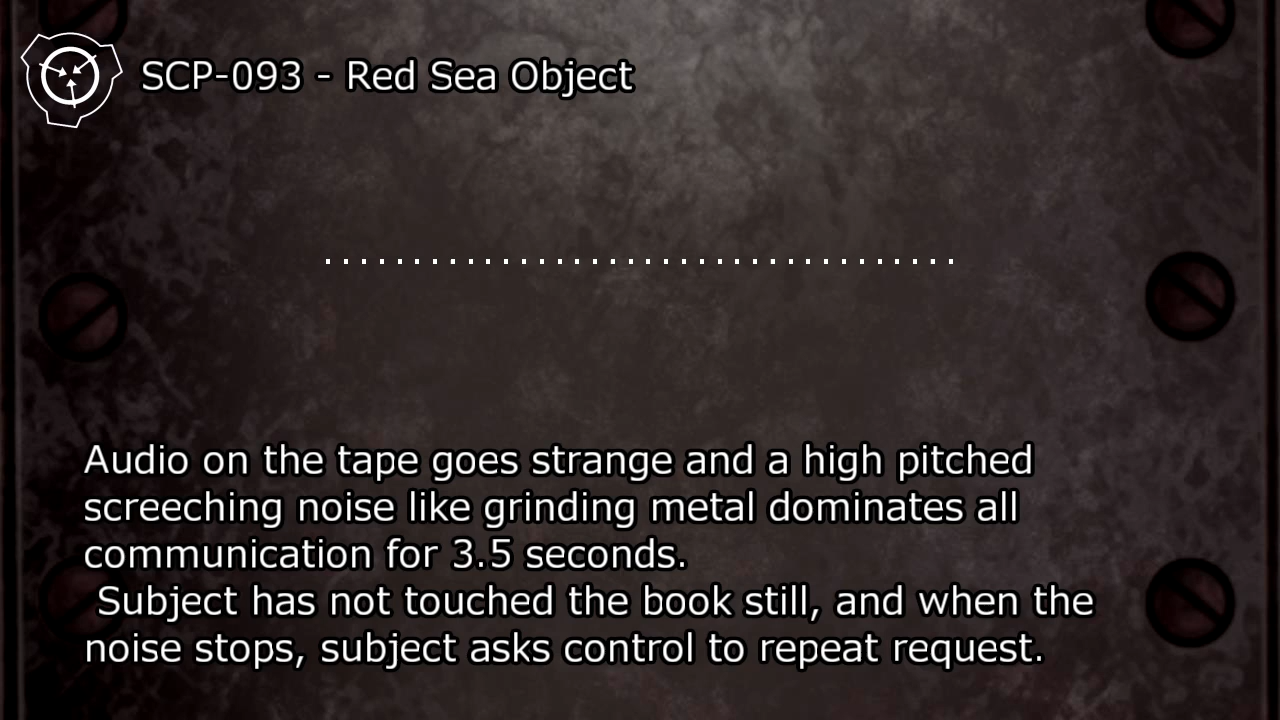 SCP-093 - Red Sea Object
....................................
Audio on the tape goes strange and a high pitched
screeching noise like grinding metal dominates all
communication for 3.5 seconds.
Subject has not touched the book still, and when the
noise stops, subject asks control to repeat request.